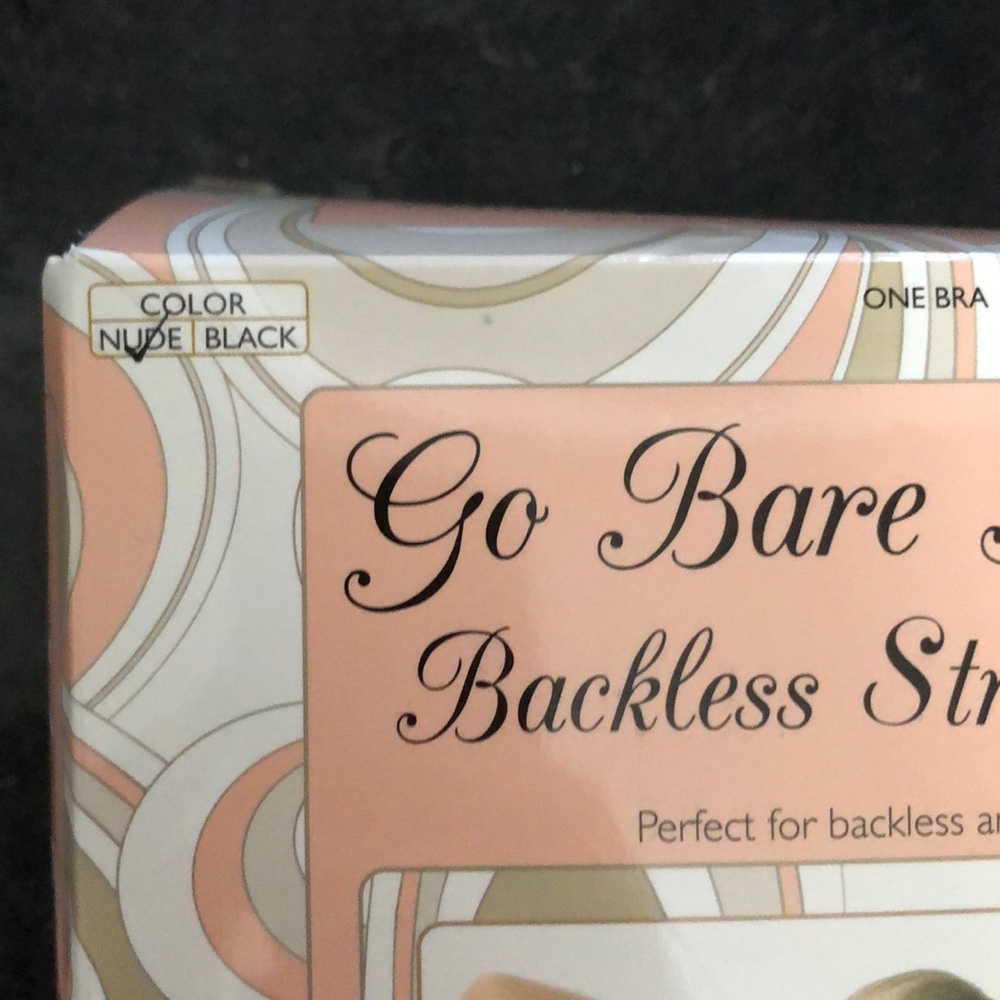 COLOR
NUDE BLACK
ONE BRA
Go Bare
Backless
Perfect for backless